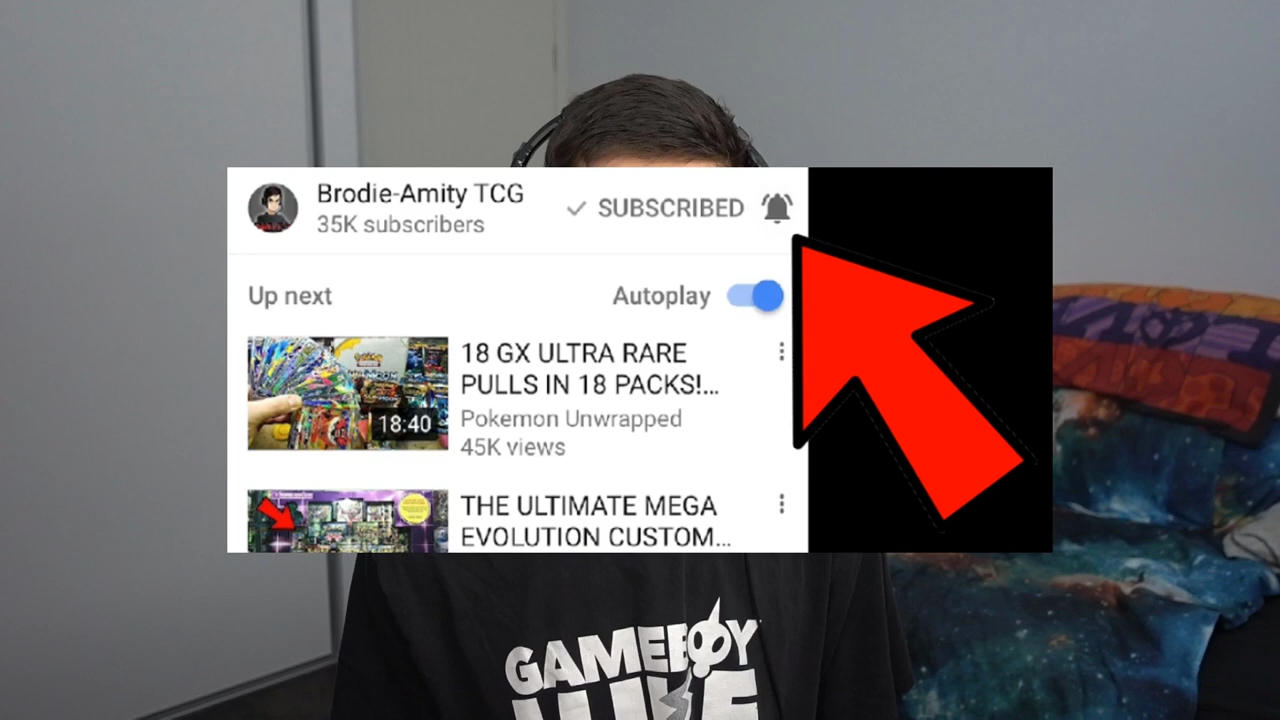 Brodie-Amity TCG
35K subscribers
SUBSCRIBED
Up next
Autoplay
18:40
18 GX ULTRA RARE
PULLS IN 18 PACKS!...
Pokemon Unwrapped
45K views
THE ULTIMATE MEGA
EVOLUTION CUSTOM...
GAMEBOY